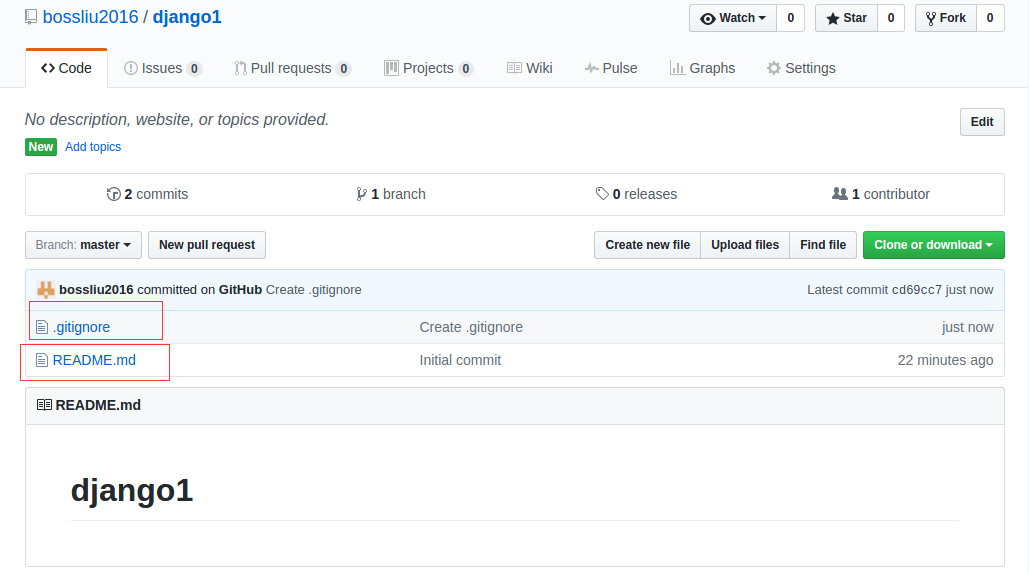 bossliu2016 / django1 Watch 0 Star 0 Fork 0
Code Issues 0 Pull requests 0 Projects 0 Wiki Pulse Graphs Settings
No description, website, or topics provided. Edit
New Add topics
2 commits 1 branch 0 releases 1 contributor
Branch: master New pull request Create new file Upload files Find file Clone or download
bossliu2016 committed on GitHub Create .gitignore Latest commit cd69cc7 just now
.gitignore Create .gitignore just now
README.md Initial commit 22 minutes ago
README.md
django1